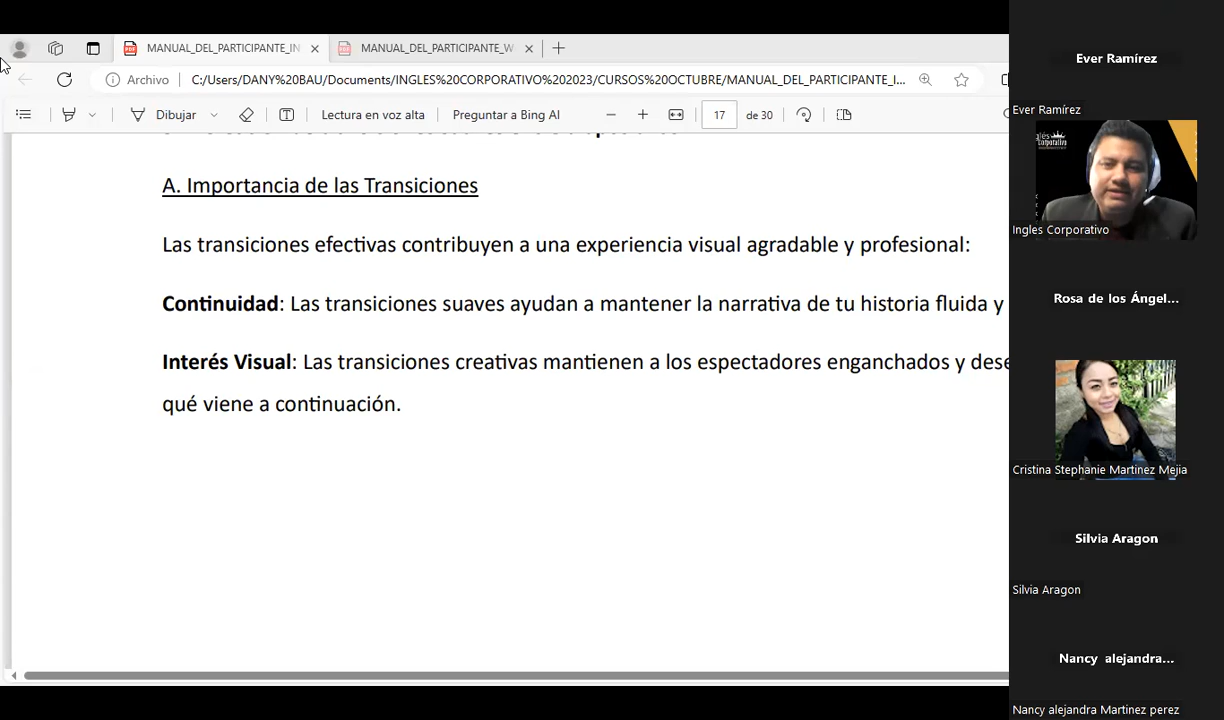 MANUAL_DEL_PARTICIPANTE_IN
MANUAL_DEL_PARTICIPANTE_W
Archivo
C:/Users/DANY%20BAU/Documents/INGLES%20CORPORATIVO%202023/CURSOS%20OCTUBRE/MANUAL_DEL_PARTICIPANTE_I...
Dibujar
Lectura en voz alta
Preguntar a Bing AI
17
de 30
A. Importancia de las Transiciones
Las transiciones efectivas contribuyen a una experiencia visual agradable y profesional:
Continuidad: Las transiciones suaves ayudan a mantener la narrativa de tu historia fluida y
Interés Visual: Las transiciones creativas mantienen a los espectadores enganchados y dese
qué viene a continuación.
Ever Ramírez
Ever Ramírez
Ingles Corporativo
Rosa de los Ángel...
Cristina Stephanie Martinez Mejia
Silvia Aragon
Silvia Aragon
Nancy alejandra...
Nancy alejandra Martinez perez